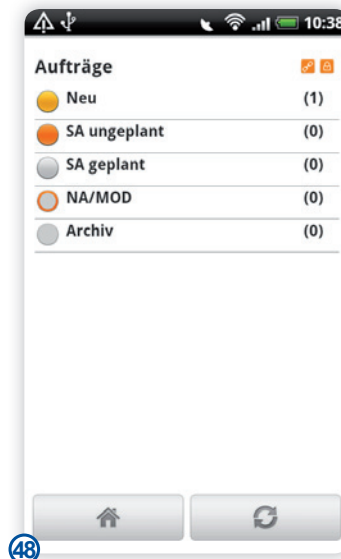 10:38
Aufträge
Neu (1)
SA ungeplant (0)
SA geplant (0)
NA/MOD (0)
Archiv (0)
48